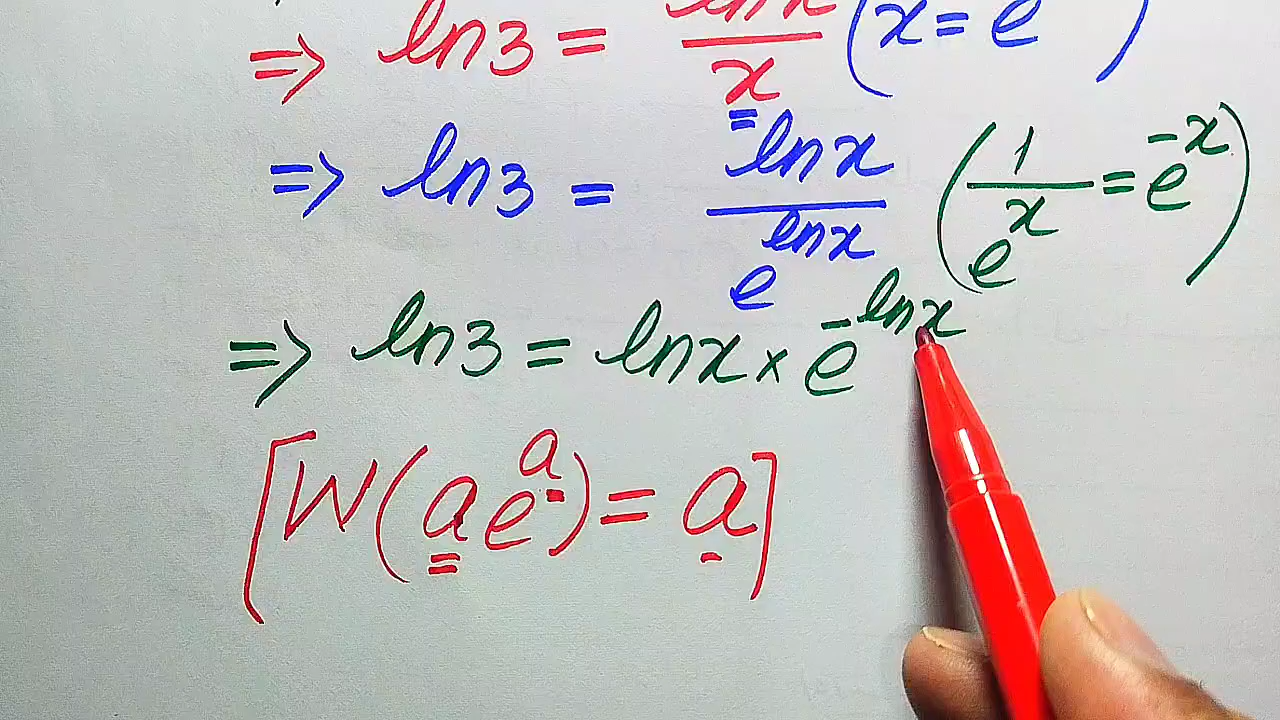 ⇒ ln3 = lnx/x (x = e )
⇒ ln3 = lnx/e^lnx (1/e^x = e^-x)
⇒ ln3 = lnx × e^-lnx
[W(ae^a) = a]